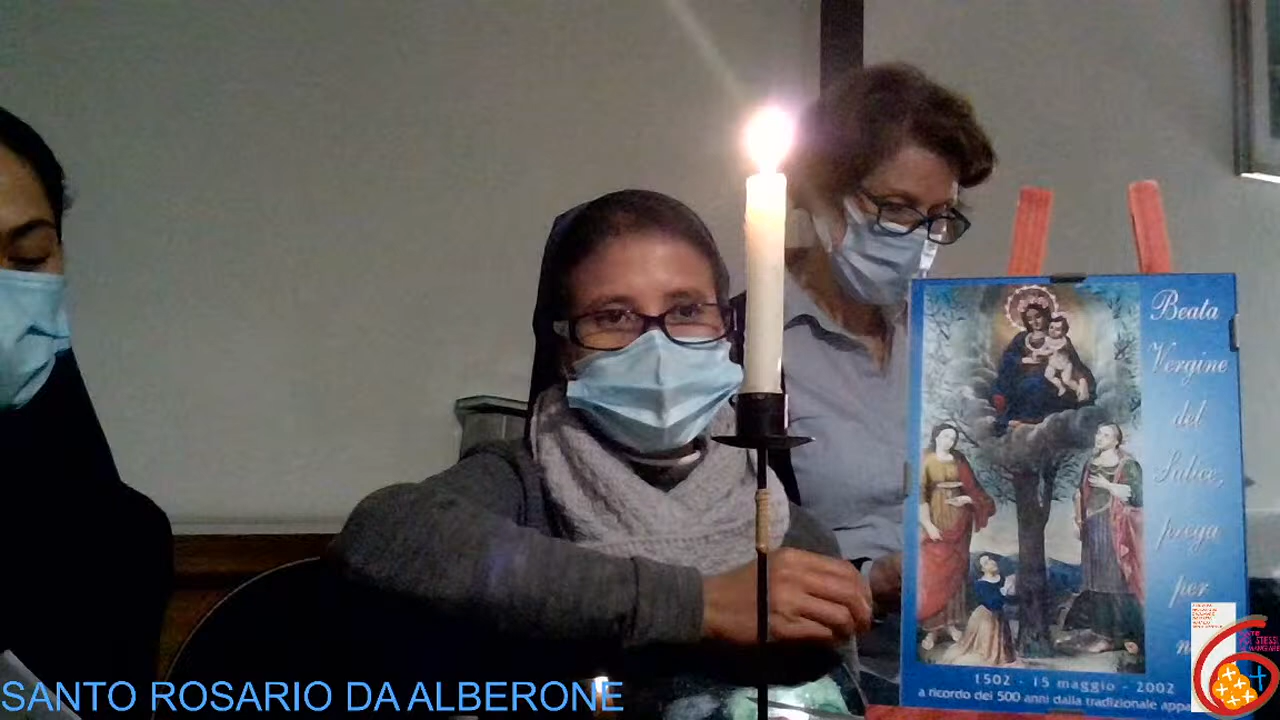 Beata
Vergine
del
Salice,
prega
per
1502 - 15 maggio - 2002
a ricordo dei 500 anni dalla tradizionale appa
SANTO ROSARIO DA ALBERONE